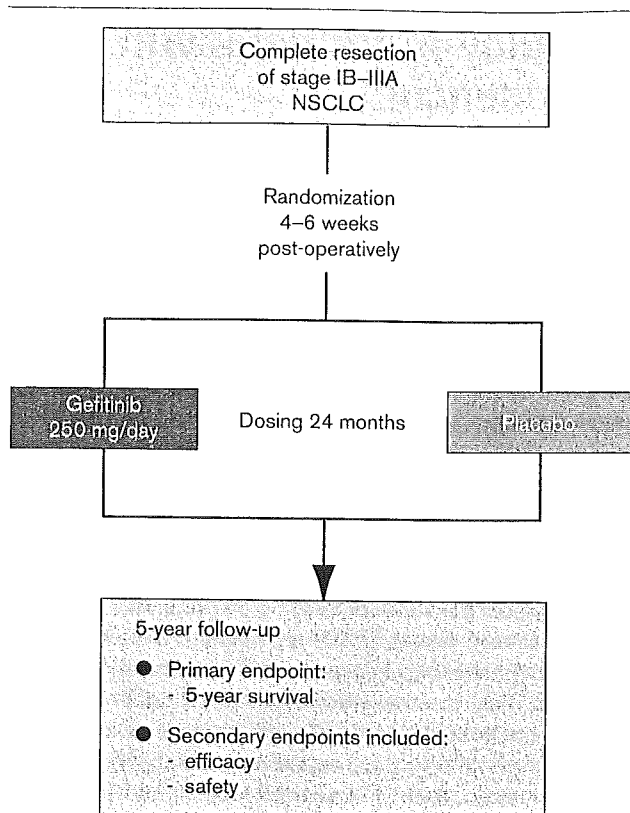 Complete resection
of stage IB–IIIA
NSCLC
Randomization
4–6 weeks
post-operatively
Gefitinib
250 mg/day
Dosing 24 months
Placebo
5-year follow-up
● Primary endpoint:
- 5-year survival
● Secondary endpoints included:
- efficacy
- safety